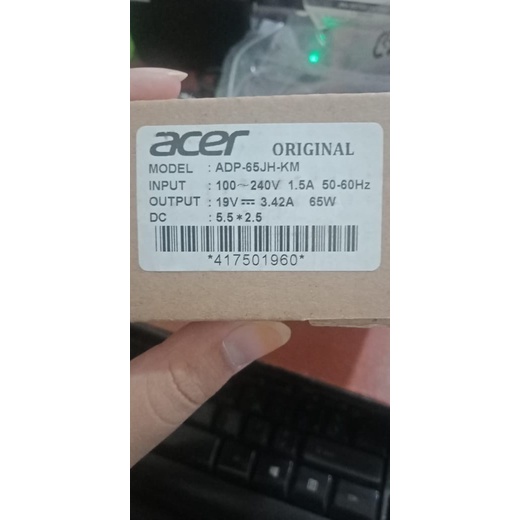 acer ORIGINAL
MODEL : ADP-65JH-KM
INPUT : 100～240V 1.5A 50-60Hz
OUTPUT : 19V⎓ 3.42A 65W
DC : 5.5*2.5
*417501960*